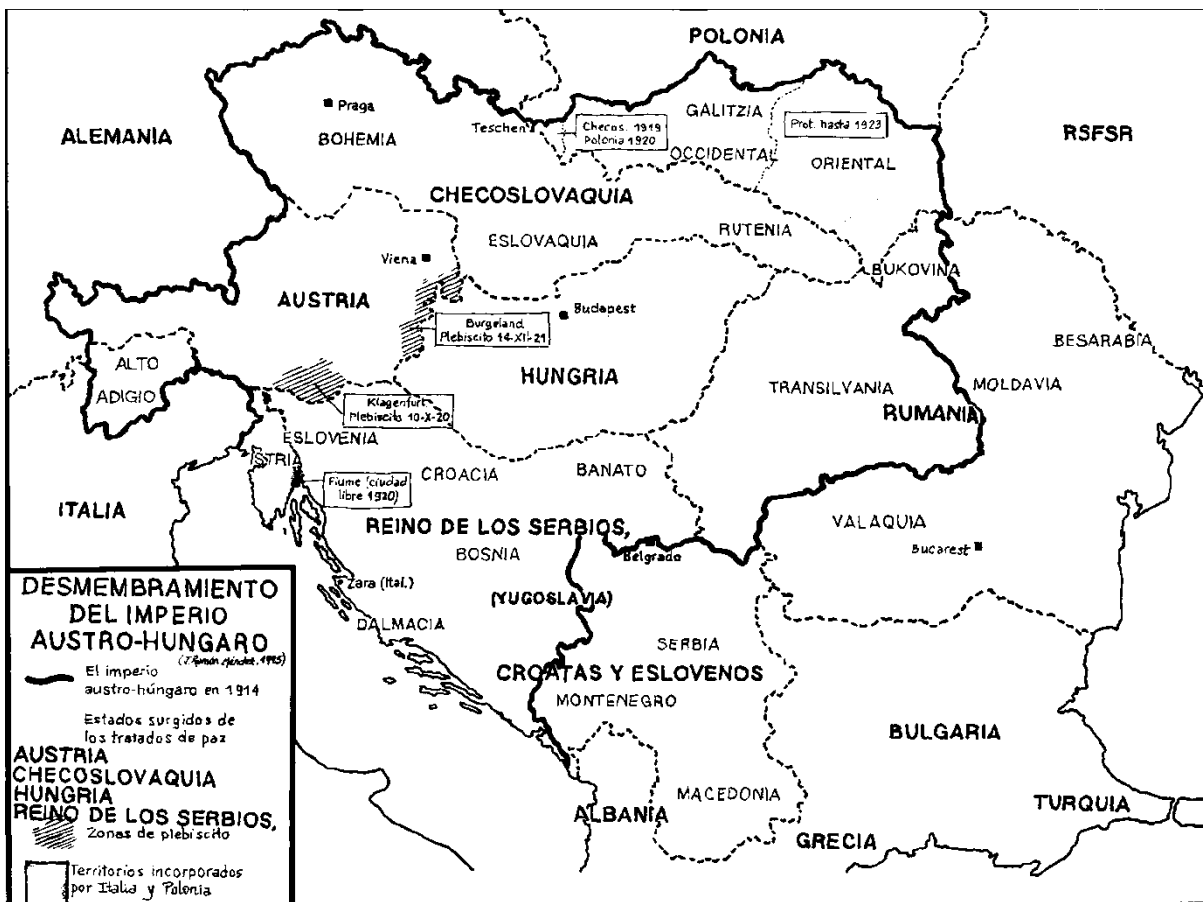 POLONIA
ALEMANIA
Praga
BOHEMIA
Teschen
Checos. 1919
Polonia 1920
GALITZIA
OCCIDENTAL
Prot. hasta 1923
ORIENTAL
RSFSR
CHECOSLOVAQUIA
ESLOVAQUIA
RUTENIA
BUKOVINA
Viena
AUSTRIA
Budapest
Burgeland
Plebiscito 14-XII-21
BESARABIA
ALTO
ADIGIO
HUNGRIA
TRANSILVANIA
MOLDAVIA
RUMANIA
Klagenfurt
Plebiscito 10-X-20
ESLOVENIA
ISTRIA
CROACIA
BANATO
Fiume (ciudad
libre 1920)
ITALIA
REINO DE LOS SERBIOS,
BOSNIA
Belgrado
VALAQUIA
Bucarest
Zara (Ital.)
(YUGOSLAVIA)
DALMACIA
SERBIA
CROATAS Y ESLOVENOS
MONTENEGRO
BULGARIA
MACEDONIA
ALBANIA
TURQUIA
GRECIA
DESMEMBRAMIENTO
DEL IMPERIO
AUSTRO-HUNGARO
(J. Román Méndez, 1995)
El imperio
austro-húngaro en 1914
Estados surgidos de
los tratados de paz
AUSTRIA
CHECOSLOVAQUIA
HUNGRIA
REINO DE LOS SERBIOS,
Zonas de plebiscito
Territorios incorporados
por Italia y Polonia